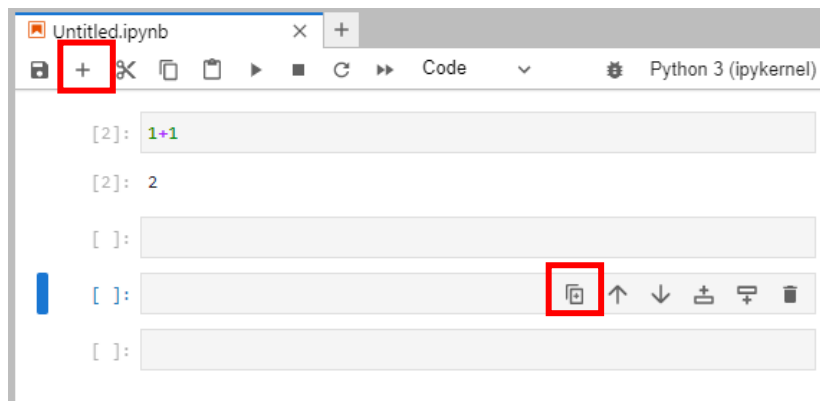 Untitled.ipynb
Code Python 3 (ipykernel)
[2]: 1+1
[2]: 2
[ ]:
[ ]:
[ ]: